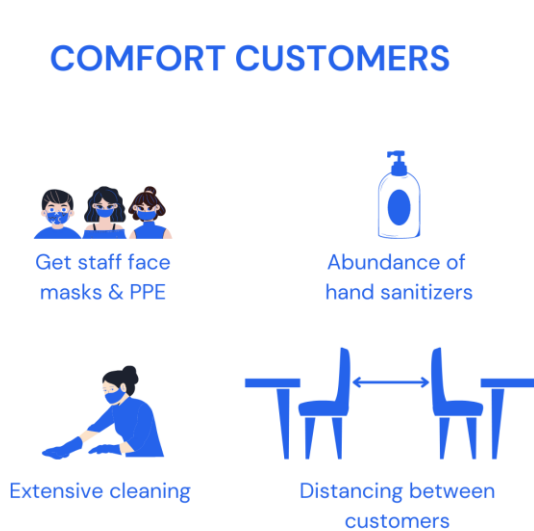 COMFORT CUSTOMERS
Get staff face
masks & PPE
Abundance of
hand sanitizers
Extensive cleaning
Distancing between
customers